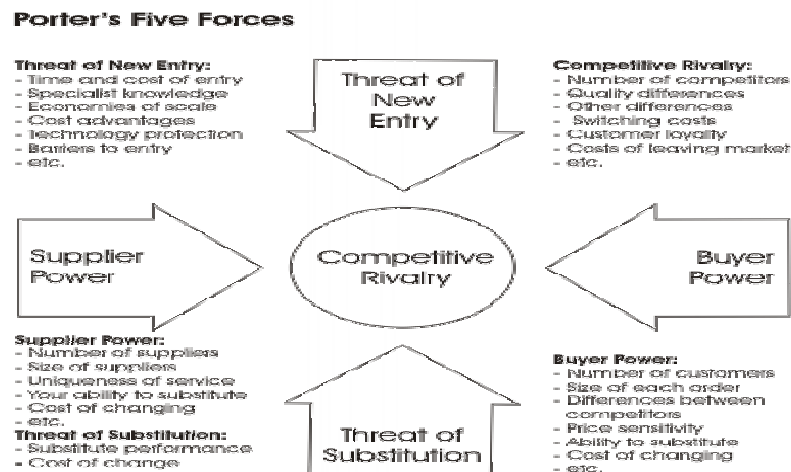 Porter's Five Forces
Threat of New Entry:
- Time and cost of entry
- Specialist knowledge
- Economies of scale
- Cost advantages
- Technology protection
- Barriers to entry
- etc.
Threat of
New
Entry
Competitive Rivalry:
- Number of competitors
- Quality differences
- Other differences
- Switching costs
- Customer loyalty
- Costs of leaving market
- etc.
Supplier
Power
Competitive
Rivalry
Buyer
Power
Supplier Power:
- Number of suppliers
- Size of suppliers
- Uniqueness of service
- Your ability to substitute
- Cost of changing
- etc.
Threat of Substitution:
- Substitute performance
- Cost of change
Threat of
Substitution
Buyer Power:
- Number of customers
- Size of each order
- Differences between
competitors
- Price sensitivity
- Ability to substitute
- Cost of changing
- etc.